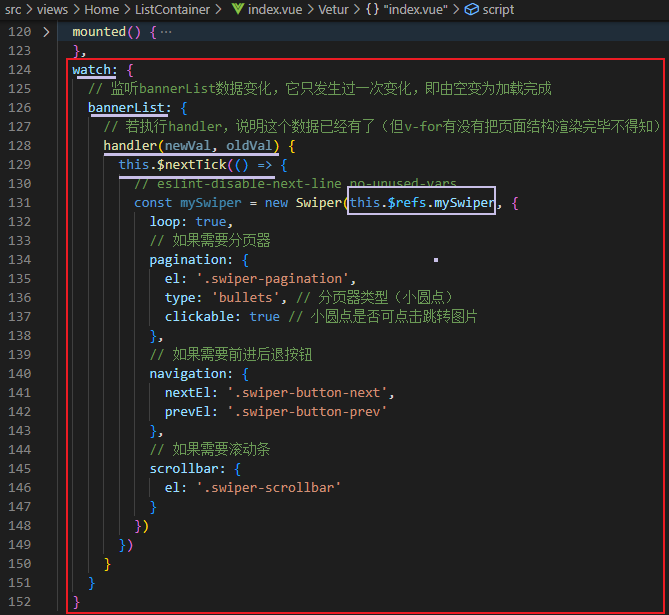 src > views > Home > ListContainer > index.vue > Vetur > {} "index.vue" > script
120 > mounted() { ...
123 },
124 watch: {
125 // 监听bannerList数据变化，它只发生过一次变化，即由空变为加载完成
126 bannerList: {
127 // 若执行handler，说明这个数据已经有了（但v-for有没有把页面结构渲染完毕不得知）
128 handler(newVal, oldVal) {
129 this.$nextTick(() => {
130 // eslint-disable-next-line no-unused-vars
131 const mySwiper = new Swiper(this.$refs.mySwiper, {
132 loop: true,
133 // 如果需要分页器
134 pagination: {
135 el: '.swiper-pagination',
136 type: 'bullets', // 分页器类型（小圆点）
137 clickable: true // 小圆点是否可点击跳转图片
138 },
139 // 如果需要前进后退按钮
140 navigation: {
141 nextEl: '.swiper-button-next',
142 prevEl: '.swiper-button-prev'
143 },
144 // 如果需要滚动条
145 scrollbar: {
146 el: '.swiper-scrollbar'
147 }
148 })
149 })
150 }
151 }
152 }